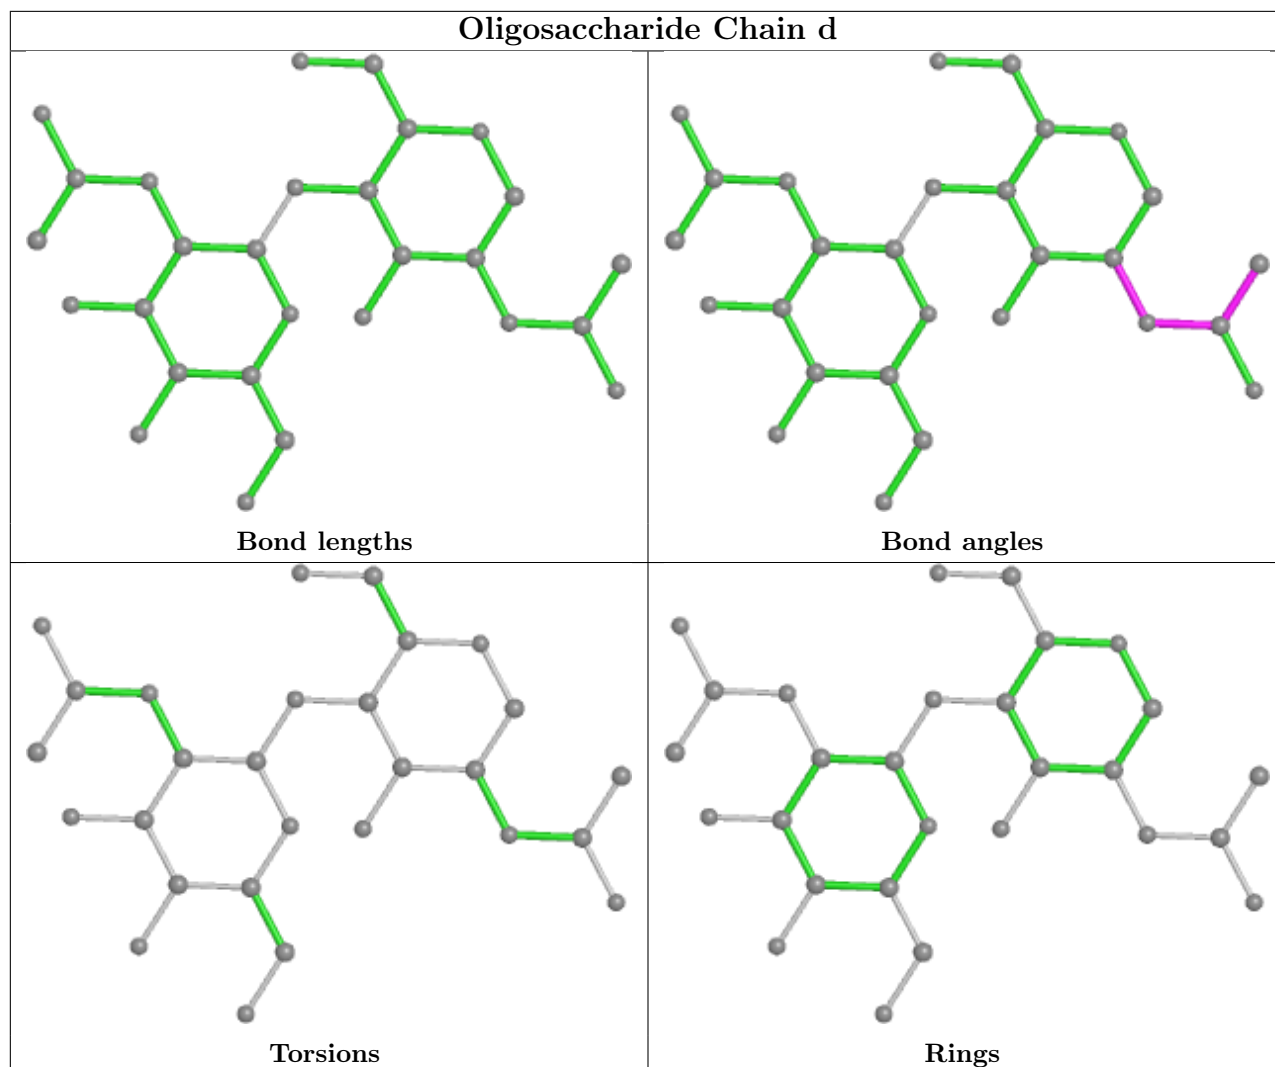 Oligosaccharide Chain d
Bond lengths
Bond angles
Torsions
Rings